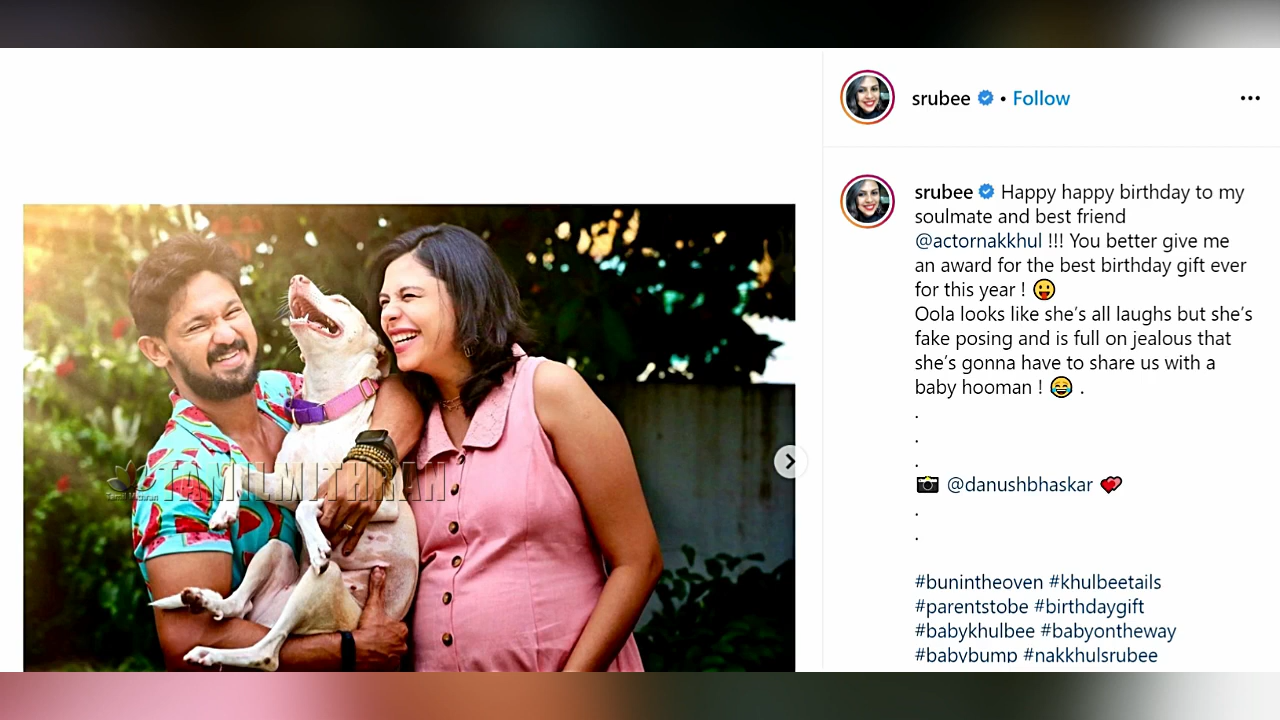 srubee • Follow
srubee Happy happy birthday to my
soulmate and best friend
@actornakkhul !!! You better give me
an award for the best birthday gift ever
for this year ! 😛
Oola looks like she’s all laughs but she’s
fake posing and is full on jealous that
she’s gonna have to share us with a
baby hooman ! 😂 .
.
.
.
📷 @danushbhaskar 💕
.
.
#bunintheoven #khulbeetails
#parentstobe #birthdaygift
#babykhulbee #babyontheway
#babybump #nakkhulsrubee
TAMILMITHRAN
Tamil Mithran